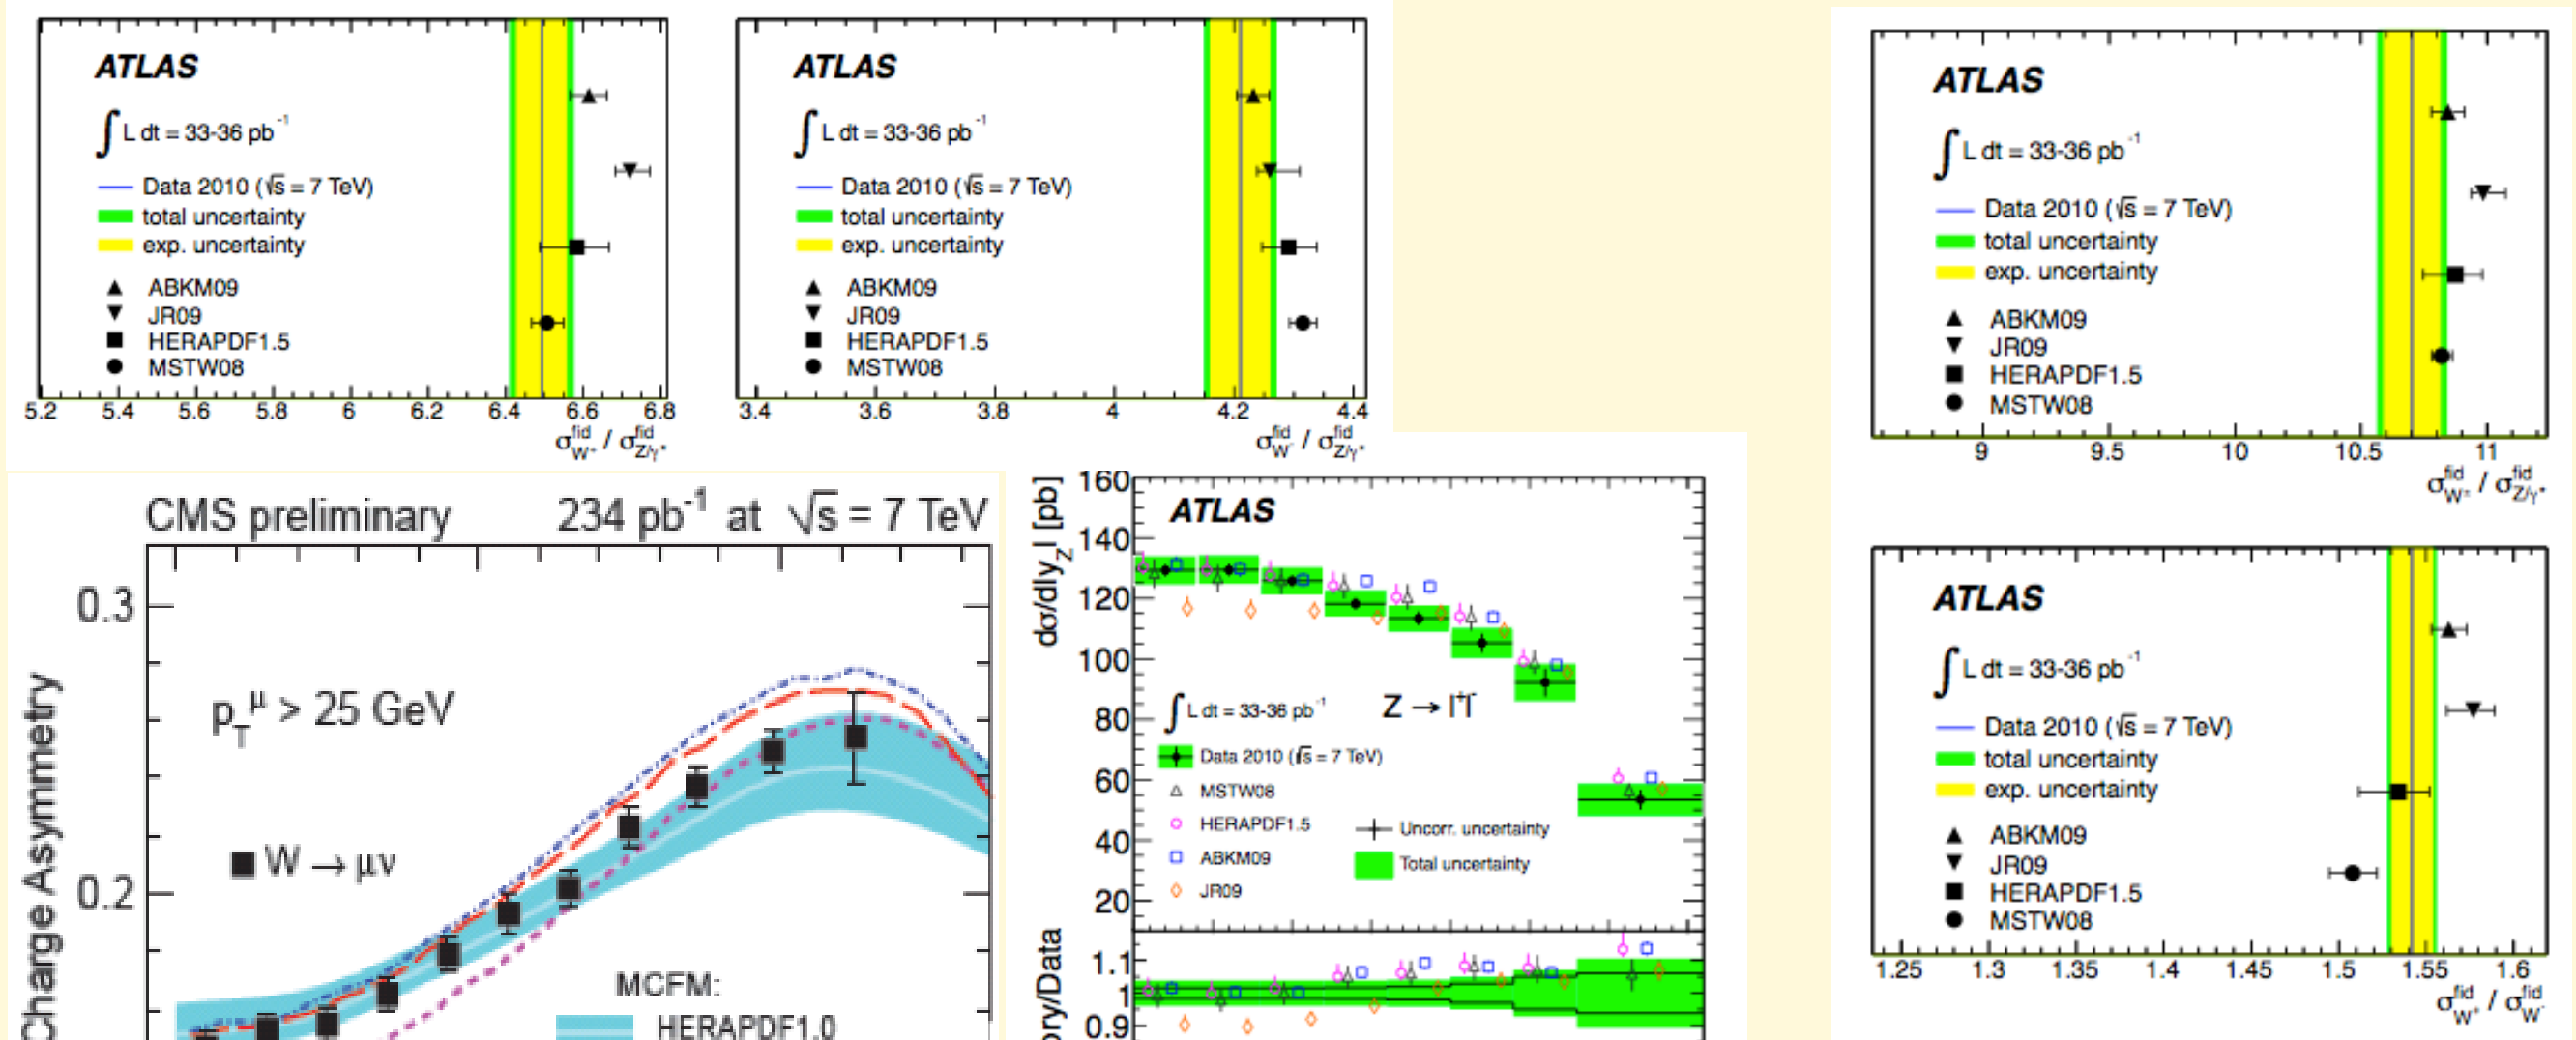 ATLAS
∫ L dt = 33-36 pb⁻¹
Data 2010 (√s = 7 TeV)
total uncertainty
exp. uncertainty
ABKM09
JR09
HERAPDF1.5
MSTW08
5.2 5.4 5.6 5.8 6 6.2 6.4 6.6 6.8
σ^fid_W⁺ / σ^fid_Z/γ*
ATLAS
∫ L dt = 33-36 pb⁻¹
Data 2010 (√s = 7 TeV)
total uncertainty
exp. uncertainty
ABKM09
JR09
HERAPDF1.5
MSTW08
3.4 3.6 3.8 4 4.2 4.4
σ^fid_W⁻ / σ^fid_Z/γ*
ATLAS
∫ L dt = 33-36 pb⁻¹
Data 2010 (√s = 7 TeV)
total uncertainty
exp. uncertainty
ABKM09
JR09
HERAPDF1.5
MSTW08
9 9.5 10 10.5 11
σ^fid_W± / σ^fid_Z/γ*
CMS preliminary 234 pb⁻¹ at √s = 7 TeV
Charge Asymmetry
0.3
p_T^μ > 25 GeV
W → μν
0.2
MCFM:
HERAPDF1.0
dσ/d|y_Z| [pb]
160
140
120
100
80
60
40
20
ATLAS
∫ L dt = 33-36 pb⁻¹
Z → l⁺l⁻
Data 2010 (√s = 7 TeV)
MSTW08
HERAPDF1.5
ABKM09
JR09
Uncorr. uncertainty
Total uncertainty
ory/Data
1.1
1
0.9
ATLAS
∫ L dt = 33-36 pb⁻¹
Data 2010 (√s = 7 TeV)
total uncertainty
exp. uncertainty
ABKM09
JR09
HERAPDF1.5
MSTW08
1.25 1.3 1.35 1.4 1.45 1.5 1.55 1.6
σ^fid_W⁺ / σ^fid_W⁻